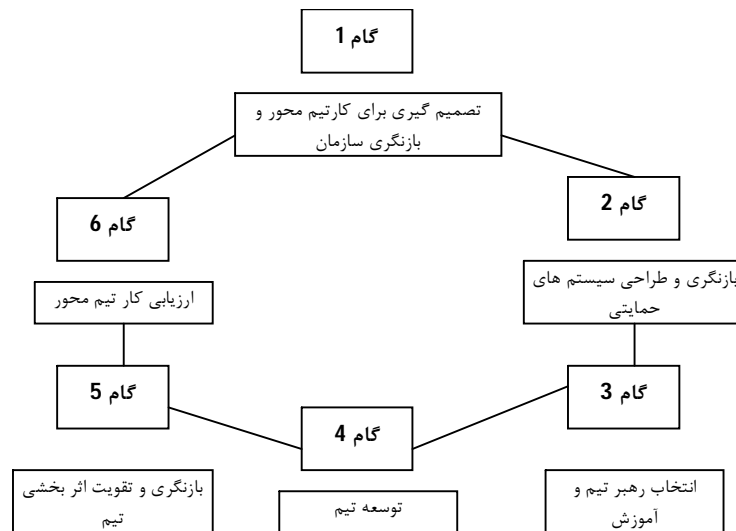 گام 1
تصمیم گیری برای کارتیم محور و
بازنگری سازمان
گام 2
بازنگری و طراحی سیستم های
حمایتی
گام 3
انتخاب رهبر تیم و
آموزش
گام 4
توسعه تیم
گام 5
بازنگری و تقویت اثر بخشی
تیم
گام 6
ارزیابی کار تیم محور